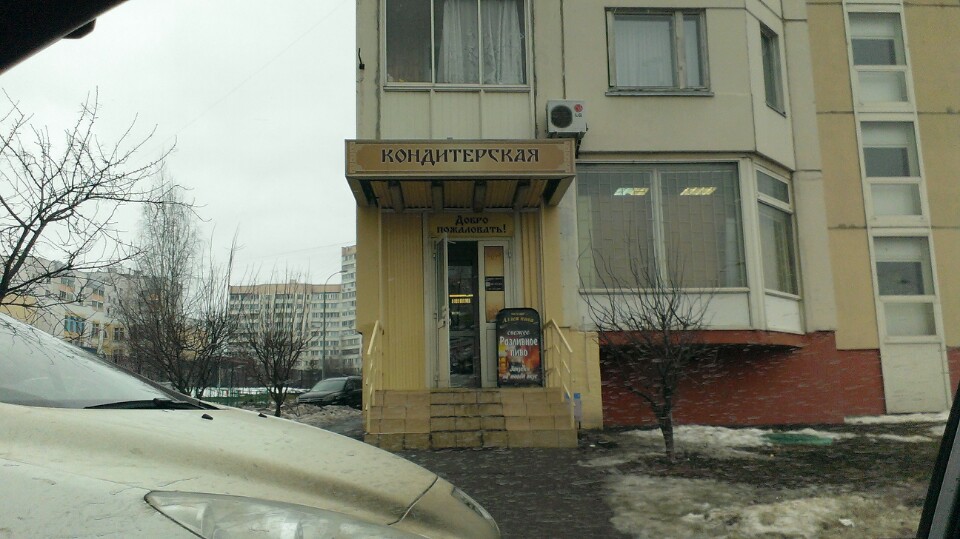 КОНДИТЕРСКАЯ
Добро
пожаловать!
свежее
Разливное
пиво